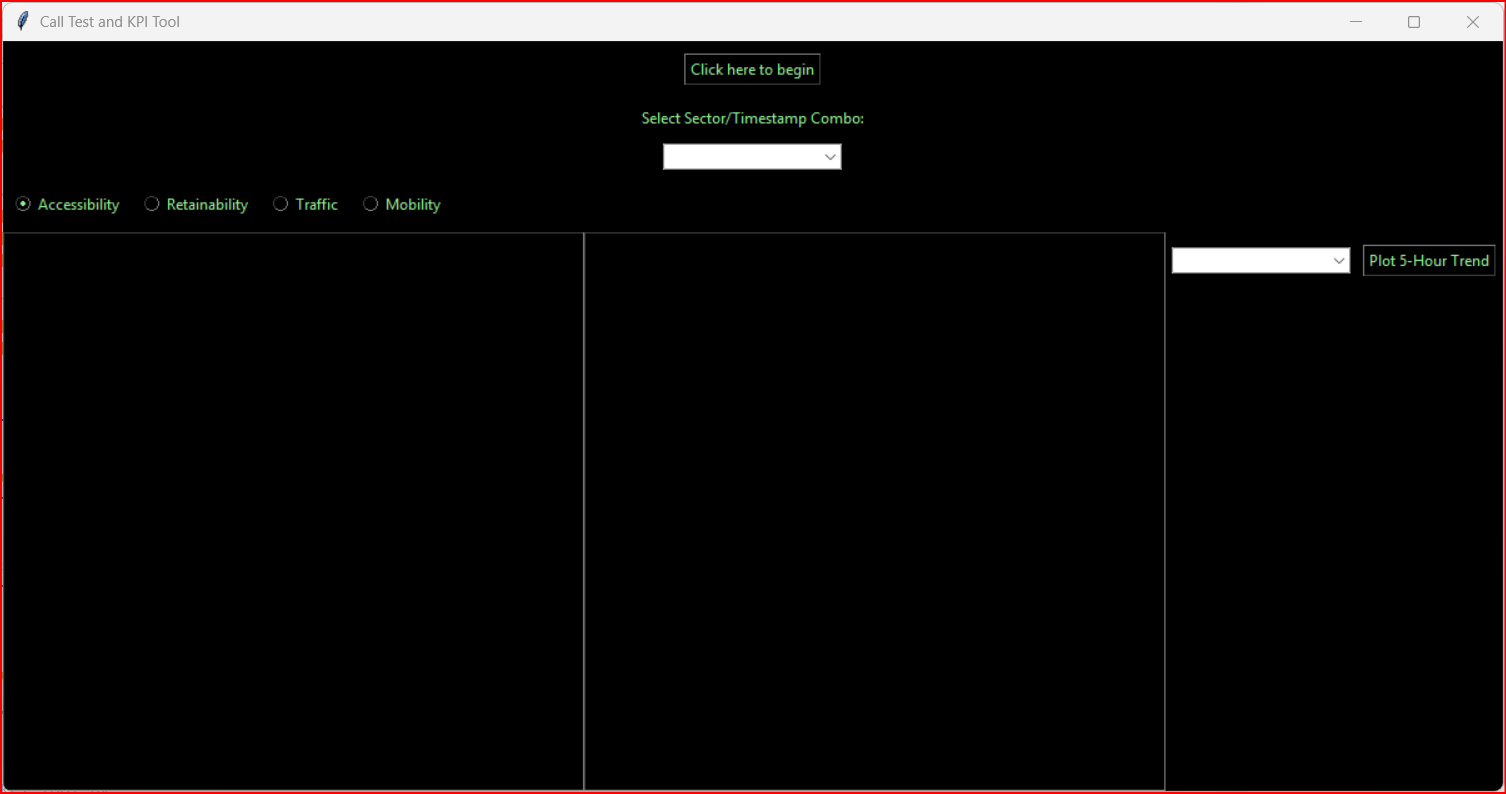 Call Test and KPI Tool
Click here to begin
Select Sector/Timestamp Combo:
Accessibility Retainability Traffic Mobility
Plot 5-Hour Trend